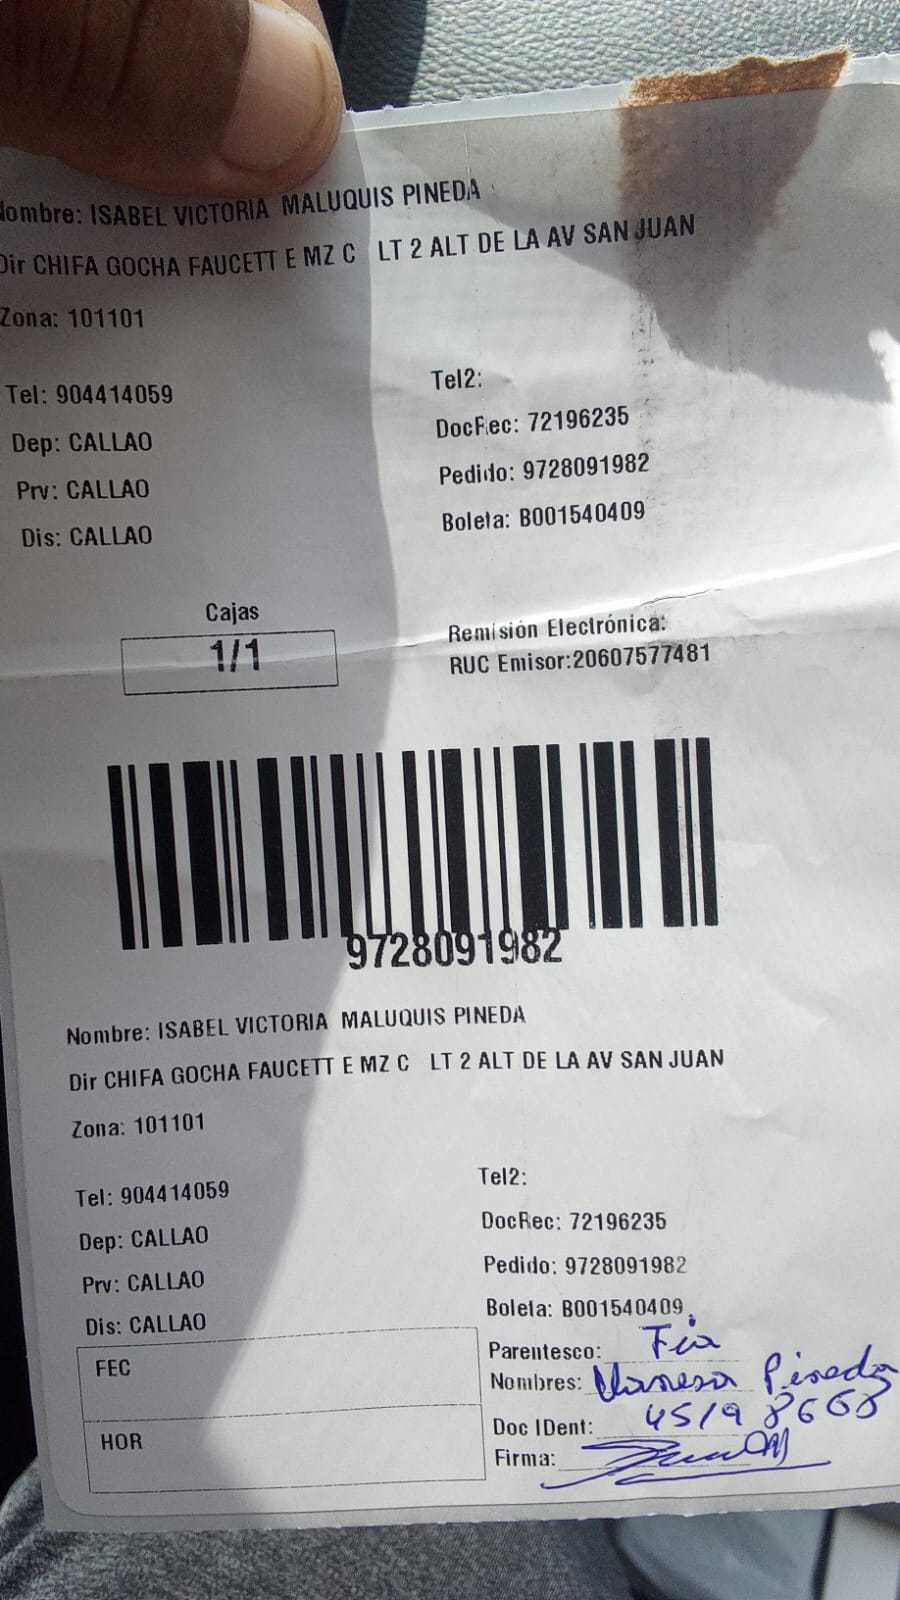 Nombre: ISABEL VICTORIA MALUQUIS PINEDA
Dir CHIFA GOCHA FAUCETT E MZ C LT 2 ALT DE LA AV SAN JUAN
Zona: 101101
Tel: 904414059 Tel2:
Dep: CALLAO DocRec: 72196235
Prv: CALLAO Pedido: 9728091982
Dis: CALLAO Boleta: B001540409
Cajas
1/1
Remisión Electrónica:
RUC Emisor:20607577481
9728091982
Nombre: ISABEL VICTORIA MALUQUIS PINEDA
Dir CHIFA GOCHA FAUCETT E MZ C LT 2 ALT DE LA AV SAN JUAN
Zona: 101101
Tel: 904414059 Tel2:
Dep: CALLAO DocRec: 72196235
Prv: CALLAO Pedido: 9728091982
Dis: CALLAO Boleta: B001540409
FEC
HOR
Parentesco: Tia
Nombres: Vanesa Pineda
Doc IDent: 45198668
Firma: